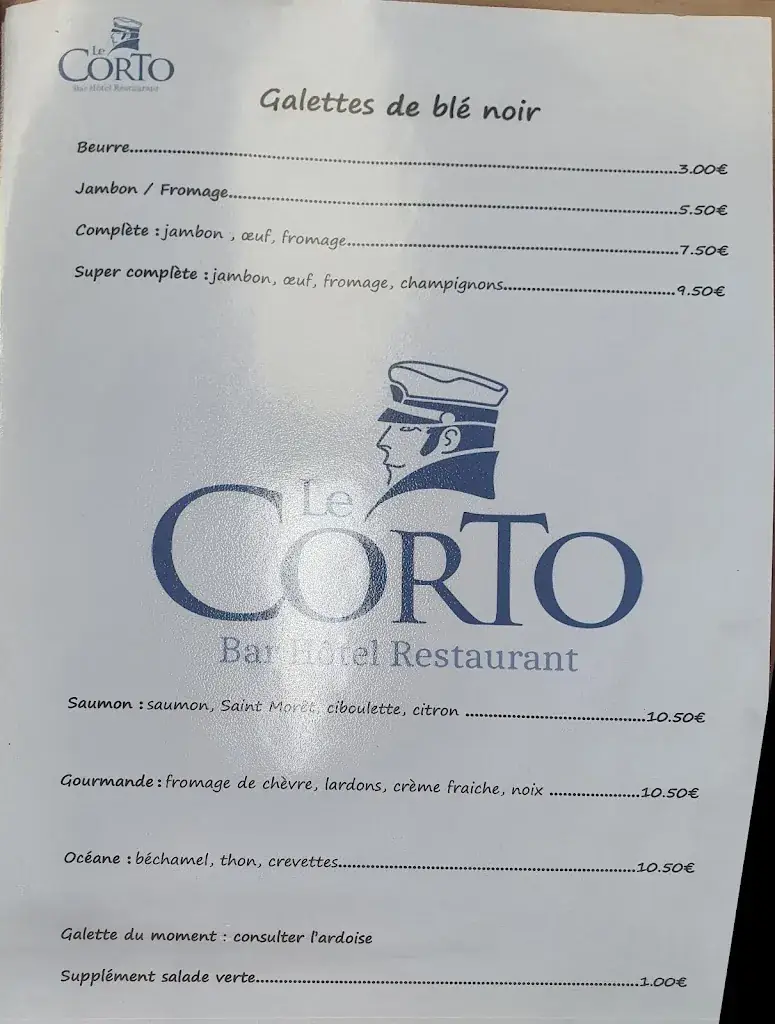 Le
CORTO
Bar Hôtel Restaurant
Galettes de blé noir
Beurre.....3.00€
Jambon / Fromage.....5.50€
Complète : jambon , œuf, fromage.....7.50€
Super complète : jambon, œuf, fromage, champignons.....9.50€
Le
CORTO
Bar Hôtel Restaurant
Saumon : saumon, Saint Moret, ciboulette, citron .....10.50€
Gourmande : fromage de chèvre, lardons, crème fraiche, noix .....10.50€
Océane : béchamel, thon, crevettes.....10.50€
Galette du moment : consulter l'ardoise
Supplément salade verte.....1.00€